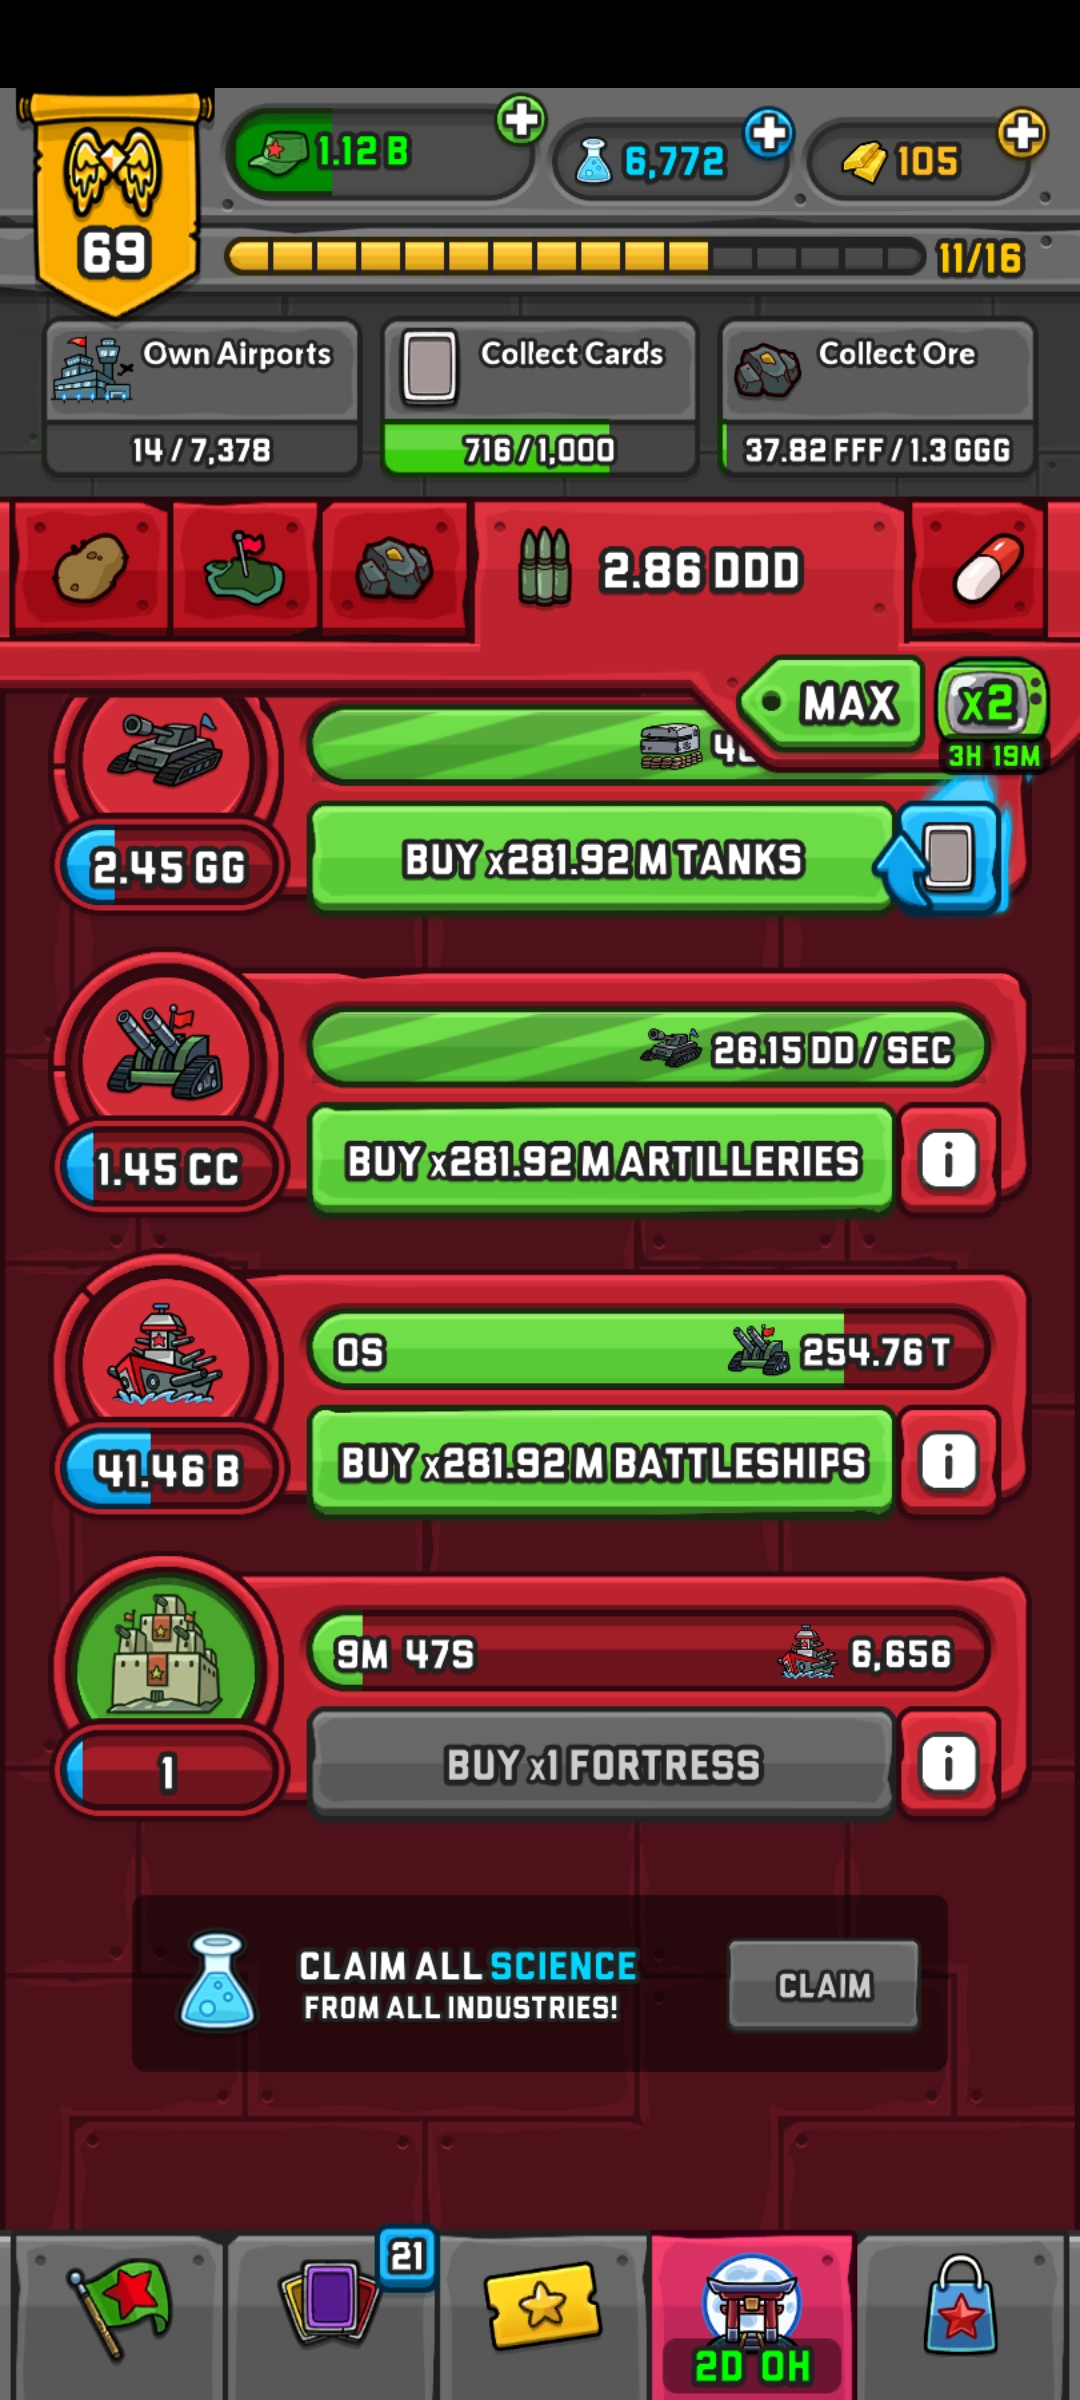 1.12 B
6,772
105
69
11/16
Own Airports
14 / 7,378
Collect Cards
716 / 1,000
Collect Ore
37.82 FFF / 1.3 GGG
2.86 DDD
MAX
x2
3H 19M
2.45 GG
BUY x281.92 M TANKS
26.15 DD / SEC
1.45 CC
BUY x281.92 M ARTILLERIES
i
0S
254.76 T
41.46 B
BUY x281.92 M BATTLESHIPS
i
9M 47S
6,656
1
BUY x1 FORTRESS
i
CLAIM ALL SCIENCE
FROM ALL INDUSTRIES!
CLAIM
21
2D 0H